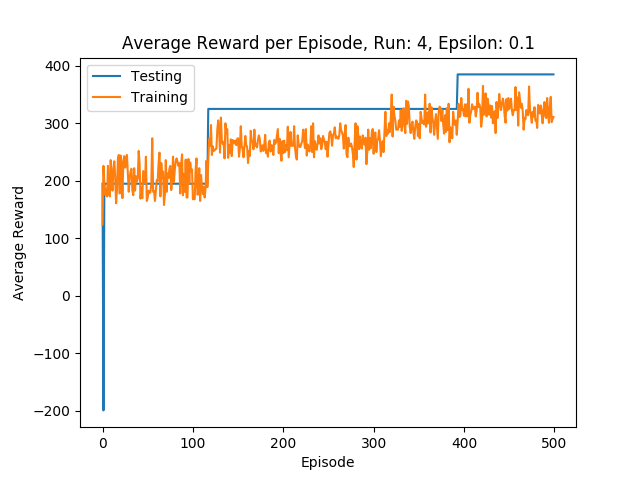 Average Reward per Episode, Run: 4, Epsilon: 0.1
Testing
Training
400
300
200
100
0
−100
−200
Average Reward
0 100 200 300 400 500
Episode